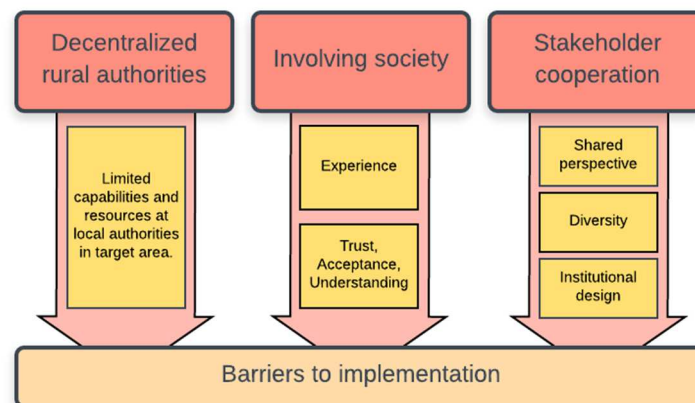 Decentralized
rural authorities
Involving society
Stakeholder
cooperation
Limited
capabilities and
resources at
local authorities
in target area.
Experience
Trust,
Acceptance,
Understanding
Shared
perspective
Diversity
Institutional
design
Barriers to implementation